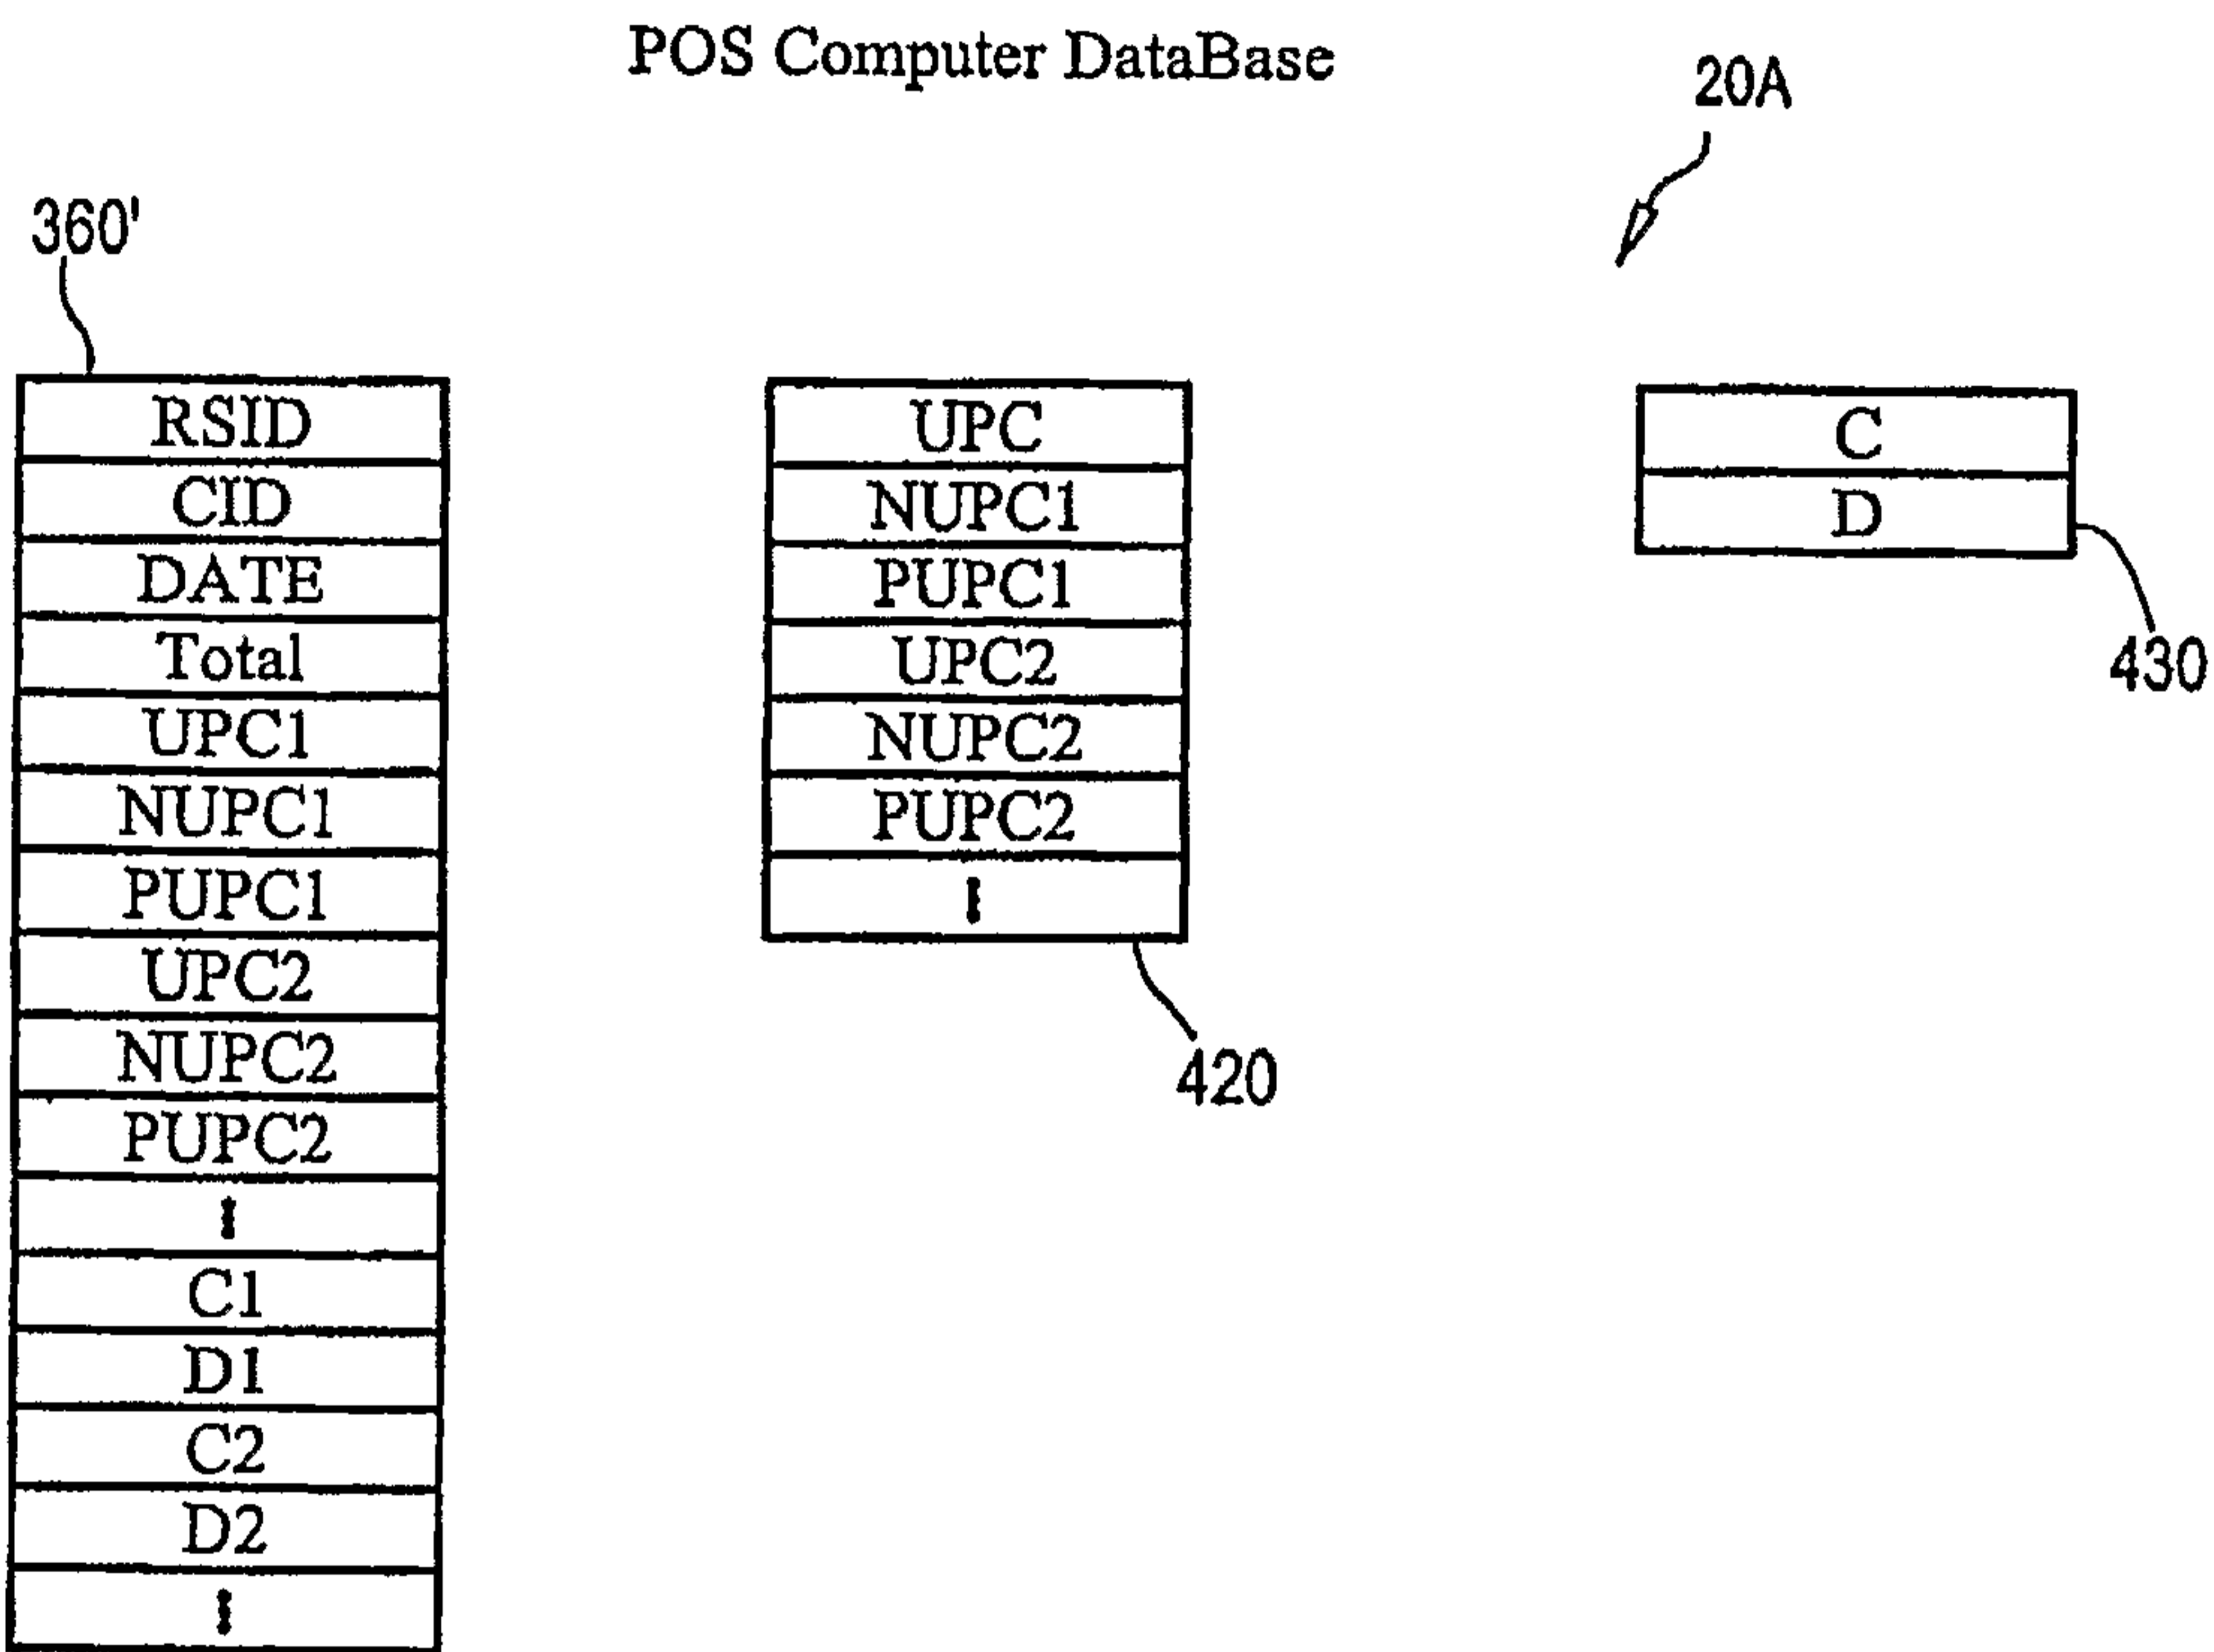 POS Computer DataBase
20A
360'
RSID
CID
DATE
Total
UPC1
NUPC1
PUPC1
UPC2
NUPC2
PUPC2
C1
D1
C2
D2
UPC
NUPC1
PUPC1
UPC2
NUPC2
PUPC2
420
C
D
430